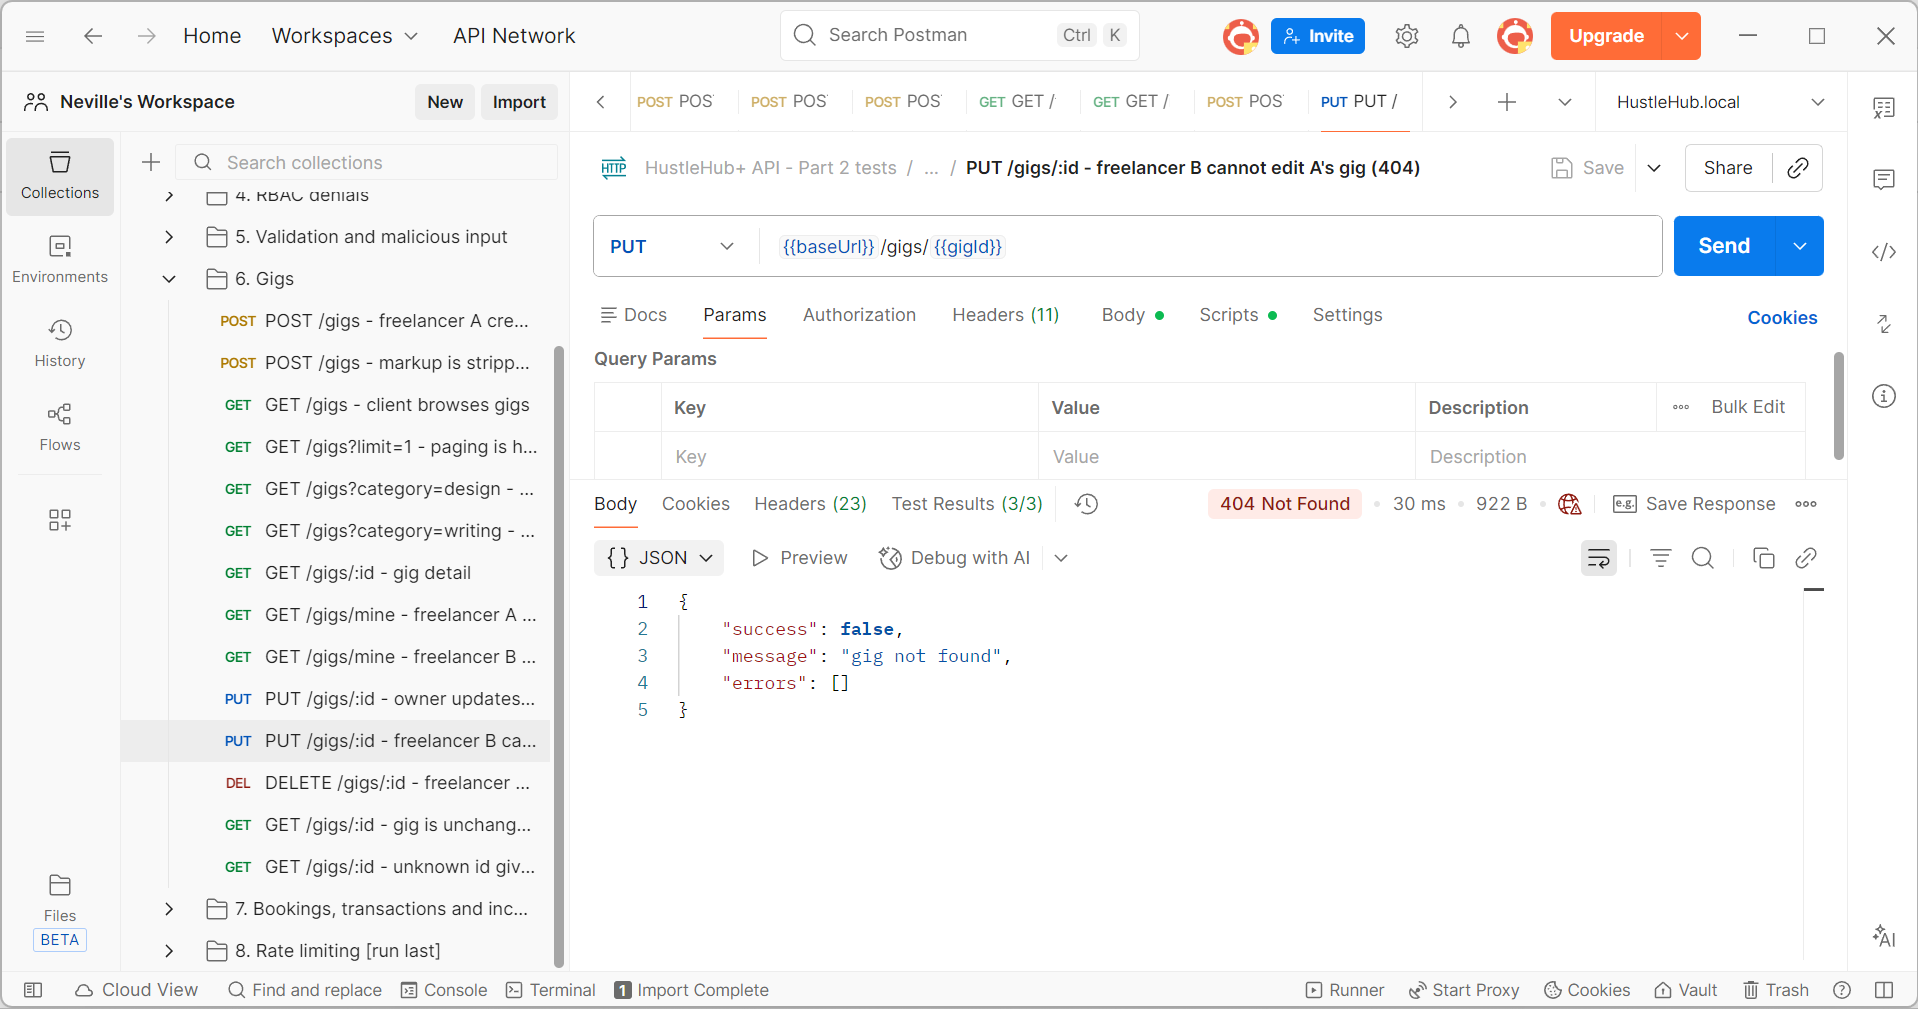 Home
Workspaces
API Network
Search Postman
Ctrl
K
Invite
Upgrade
Neville's Workspace
New
Import
POST POS
POST POS
POST POS
GET GET /
GET GET /
POST POS
PUT PUT /
HustleHub.local
Collections
Environments
History
Flows
Files
BETA
Search collections
4. RBAC denials
5. Validation and malicious input
6. Gigs
POST POST /gigs - freelancer A cre...
POST POST /gigs - markup is stripp...
GET GET /gigs - client browses gigs
GET GET /gigs?limit=1 - paging is h...
GET GET /gigs?category=design - ...
GET GET /gigs?category=writing - ...
GET GET /gigs/:id - gig detail
GET GET /gigs/mine - freelancer A ...
GET GET /gigs/mine - freelancer B ...
PUT PUT /gigs/:id - owner updates...
PUT PUT /gigs/:id - freelancer B ca...
DEL DELETE /gigs/:id - freelancer ...
GET GET /gigs/:id - gig is unchang...
GET GET /gigs/:id - unknown id giv...
7. Bookings, transactions and inc...
8. Rate limiting [run last]
HTTP HustleHub+ API - Part 2 tests / ... / PUT /gigs/:id - freelancer B cannot edit A's gig (404)
Save
Share
PUT
{{baseUrl}}/gigs/{{gigId}}
Send
Docs
Params
Authorization
Headers (11)
Body
Scripts
Settings
Cookies
Query Params
Key
Value
Description
Bulk Edit
Key
Value
Description
Body
Cookies
Headers (23)
Test Results (3/3)
404 Not Found
30 ms
922 B
e.g. Save Response
{} JSON
Preview
Debug with AI
1 {
2 "success": false,
3 "message": "gig not found",
4 "errors": []
5 }
AI
Cloud View
Find and replace
Console
Terminal
1 Import Complete
Runner
Start Proxy
Cookies
Vault
Trash